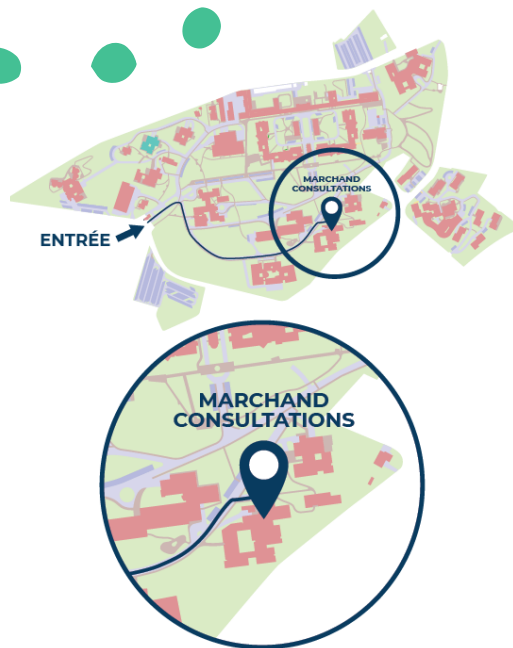 MARCHAND
CONSULTATIONS
ENTRÉE
MARCHAND
CONSULTATIONS